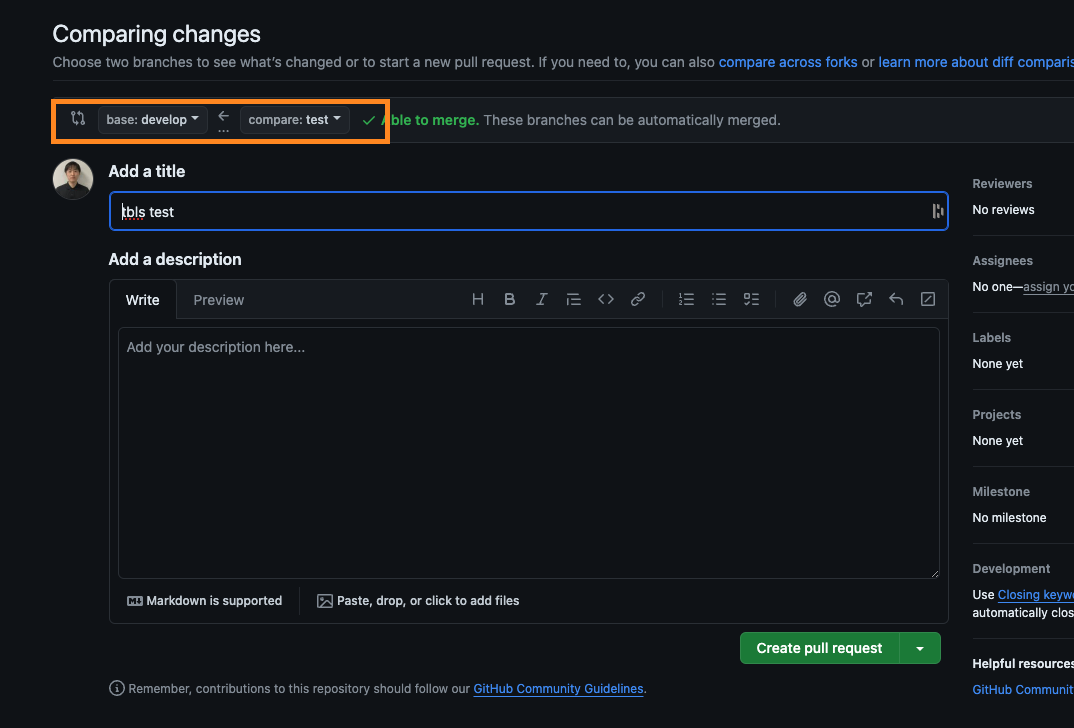 Comparing changes
Choose two branches to see what's changed or to start a new pull request. If you need to, you can also compare across forks or learn more about diff comparis
base: develop ... compare: test Able to merge. These branches can be automatically merged.
Add a title
tbls test
Add a description
Write Preview
Add your description here...
Markdown is supported Paste, drop, or click to add files
Create pull request
Remember, contributions to this repository should follow our GitHub Community Guidelines.
Reviewers
No reviews
Assignees
No one—assign yo
Labels
None yet
Projects
None yet
Milestone
No milestone
Development
Use Closing keywo
automatically clos
Helpful resources
GitHub Communit